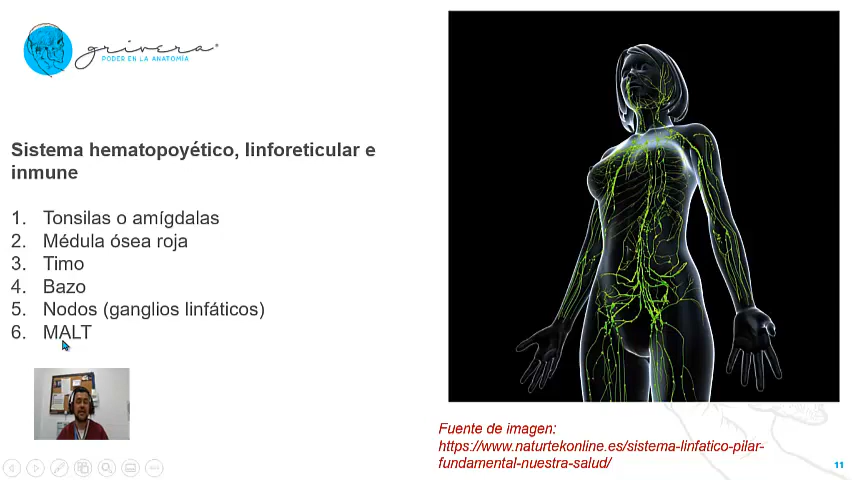 grivera®
PODER EN LA ANATOMÍA
Sistema hematopoyético, linforeticular e
inmune
1. Tonsilas o amígdalas
2. Médula ósea roja
3. Timo
4. Bazo
5. Nodos (ganglios linfáticos)
6. MALT
Fuente de imagen:
https://www.naturtekonline.es/sistema-linfatico-pilar-
fundamental-nuestra-salud/
11